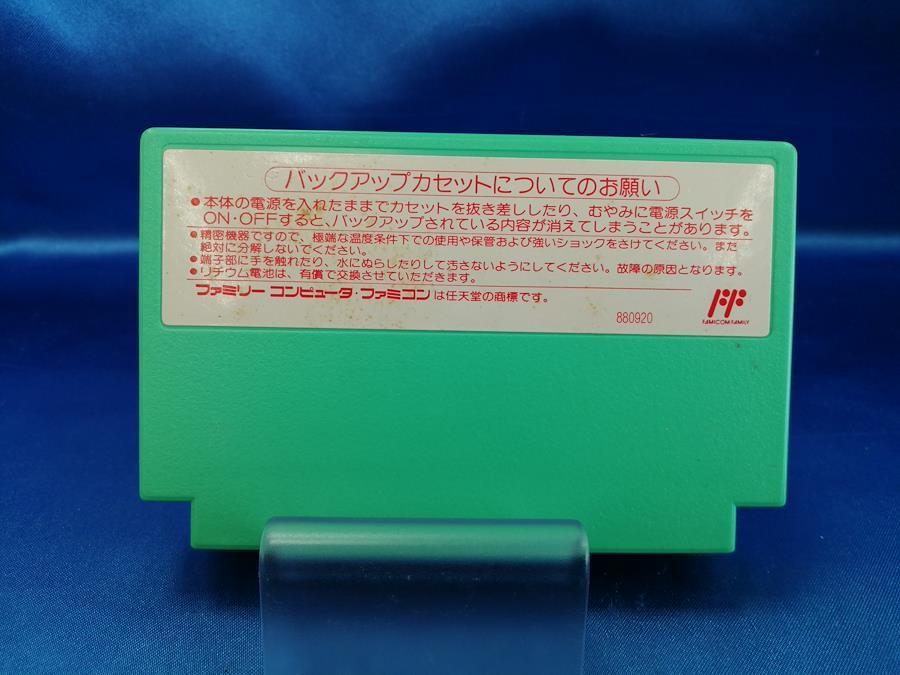 バックアップカセットについてのお願い
●本体の電源を入れたままでカセットを抜き差ししたり、むやみに電源スイッチを
ON・OFFすると、バックアップされている内容が消えてしまうことがあります。
●精密機器ですので、極端な温度条件下での使用や保管および強いショックをさけてください。また
絶対に分解しないでください。
●端子部に手を触れたり、水にぬらしたりして汚さないようにしてください。故障の原因となります。
●リチウム電池は、有償で交換させていただきます。
ファミリーコンピュータ・ファミコンは任天堂の商標です。
880920
FAMICOM FAMILY